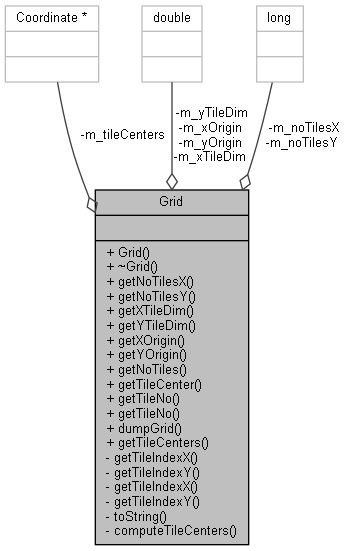 Coordinate *
double
long
-m_tileCenters
-m_yTileDim
-m_xOrigin
-m_yOrigin
-m_xTileDim
-m_noTilesX
-m_noTilesY
Grid
+ Grid()
+ ~Grid()
+ getNoTilesX()
+ getNoTilesY()
+ getXTileDim()
+ getYTileDim()
+ getXOrigin()
+ getYOrigin()
+ getNoTiles()
+ getTileCenter()
+ getTileNo()
+ getTileNo()
+ dumpGrid()
+ getTileCenters()
- getTileIndexX()
- getTileIndexY()
- getTileIndexX()
- getTileIndexY()
- toString()
- computeTileCenters()